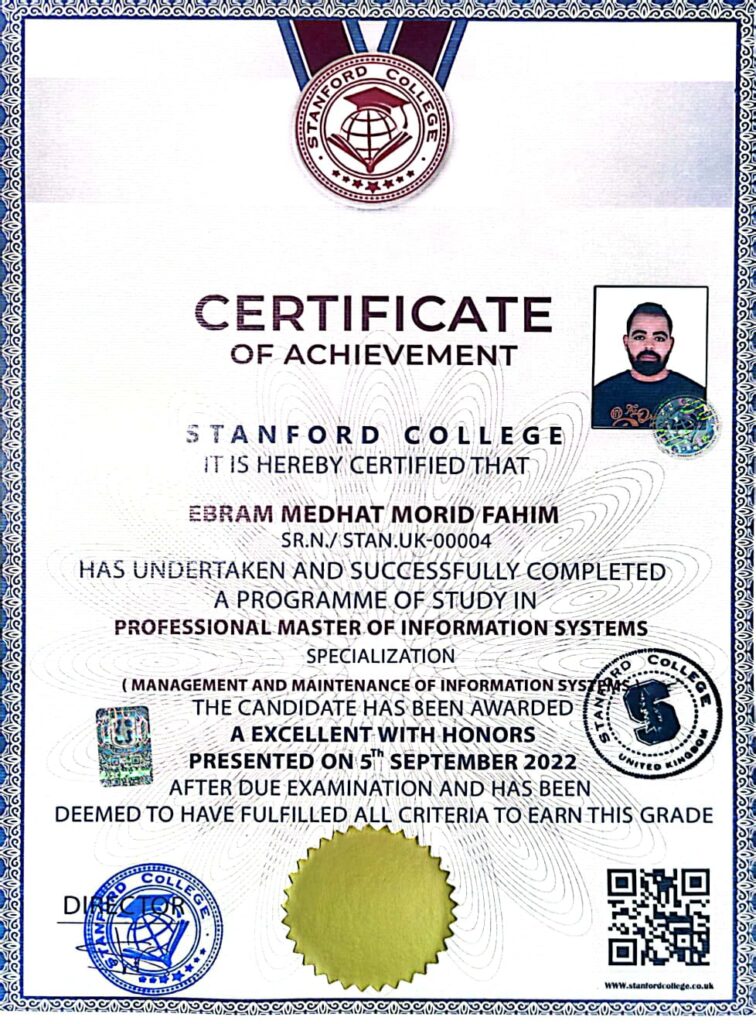 STANFORD COLLEGE
CERTIFICATE
OF ACHIEVEMENT
STANFORD COLLEGE
IT IS HEREBY CERTIFIED THAT
EBRAM MEDHAT MORID FAHIM
SR.N./ STAN.UK-00004
HAS UNDERTAKEN AND SUCCESSFULLY COMPLETED
A PROGRAMME OF STUDY IN
PROFESSIONAL MASTER OF INFORMATION SYSTEMS
SPECIALIZATION
( MANAGEMENT AND MAINTENANCE OF INFORMATION SYSTEMS
THE CANDIDATE HAS BEEN AWARDED
A EXCELLENT WITH HONORS
PRESENTED ON 5Th SEPTEMBER 2022
AFTER DUE EXAMINATION AND HAS BEEN
DEEMED TO HAVE FULFILLED ALL CRITERIA TO EARN THIS GRADE
STANFORD COLLEGE
S
UNITED KINGDOM
DIRECTOR
STANFORD COLLEGE
www.stanfordcollege.co.uk